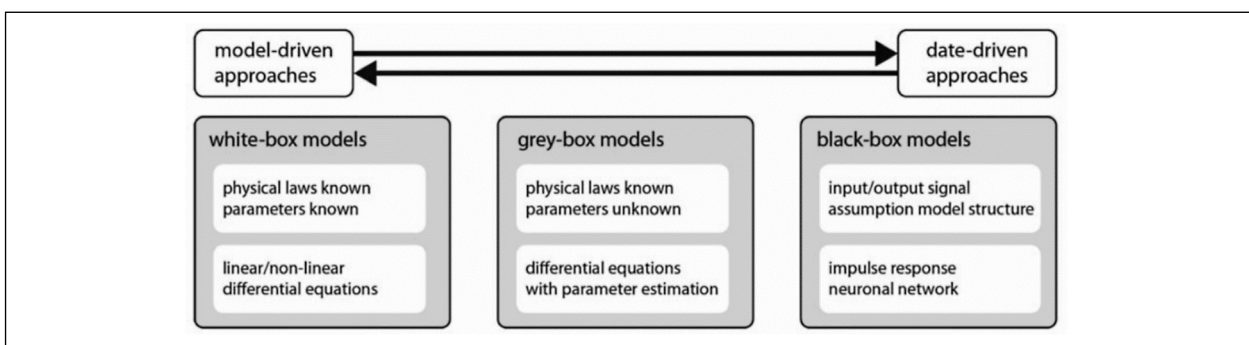 model-driven
approaches
date-driven
approaches
white-box models
physical laws known
parameters known
linear/non-linear
differential equations
grey-box models
physical laws known
parameters unknown
differential equations
with parameter estimation
black-box models
input/output signal
assumption model structure
impulse response
neuronal network